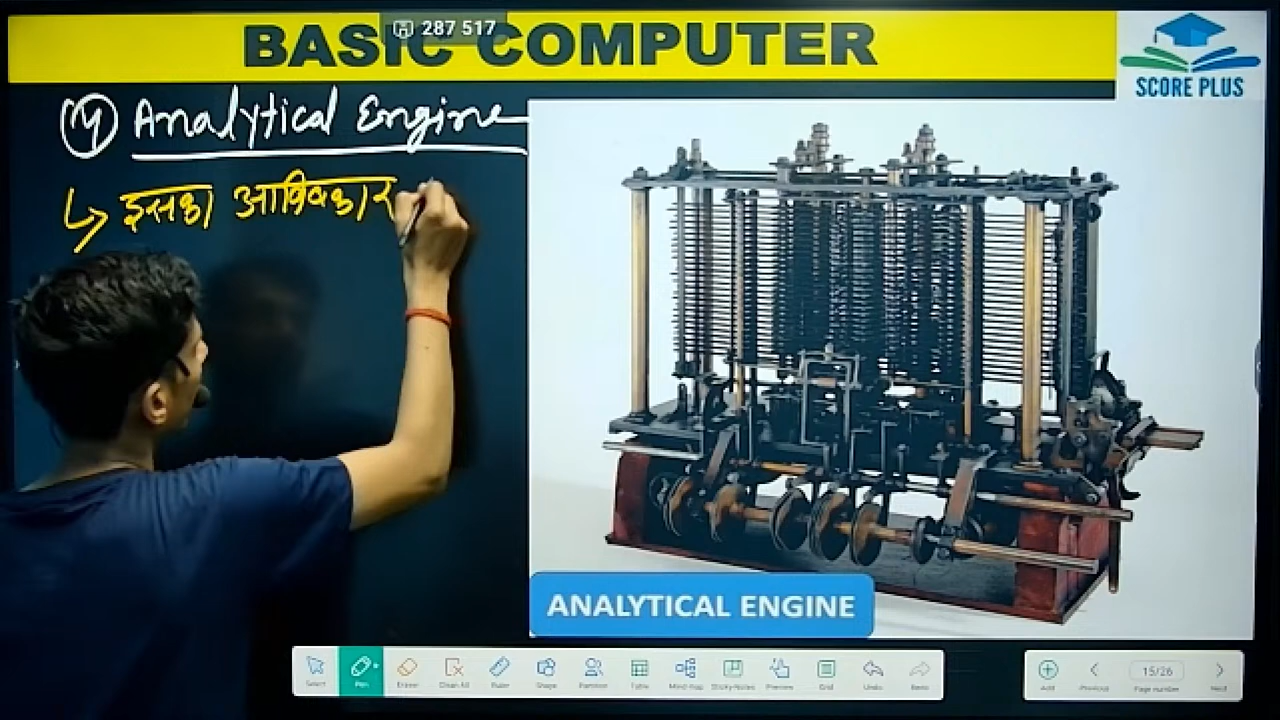 BASIC COMPUTER
287 517
SCORE PLUS
(4) Analytical Engine
↳ इसका आविष्कार
ANALYTICAL ENGINE
Select Pen Eraser Clean All Ruler Shape Partition Table Mind-map Sticky-Notes Preview Grid Undo Redo
Add Previous 15/26 Page number Next